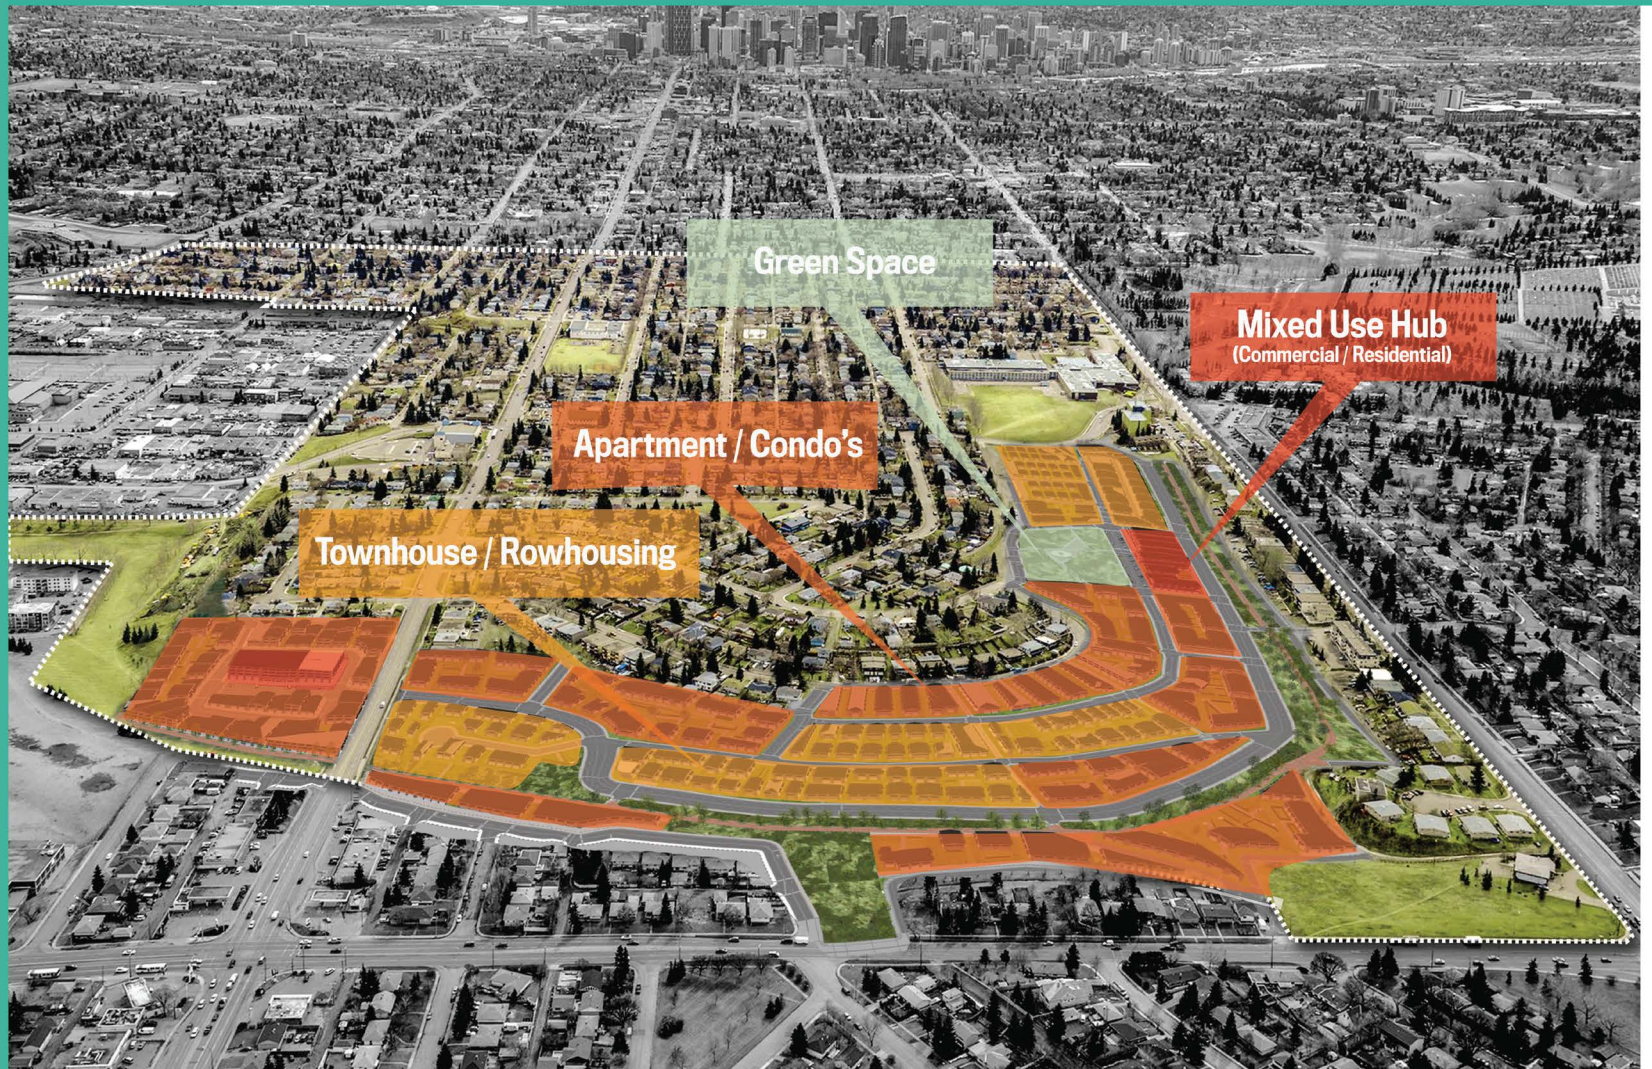 Green Space
Mixed Use Hub
(Commercial / Residential)
Apartment / Condo's
Townhouse / Rowhousing